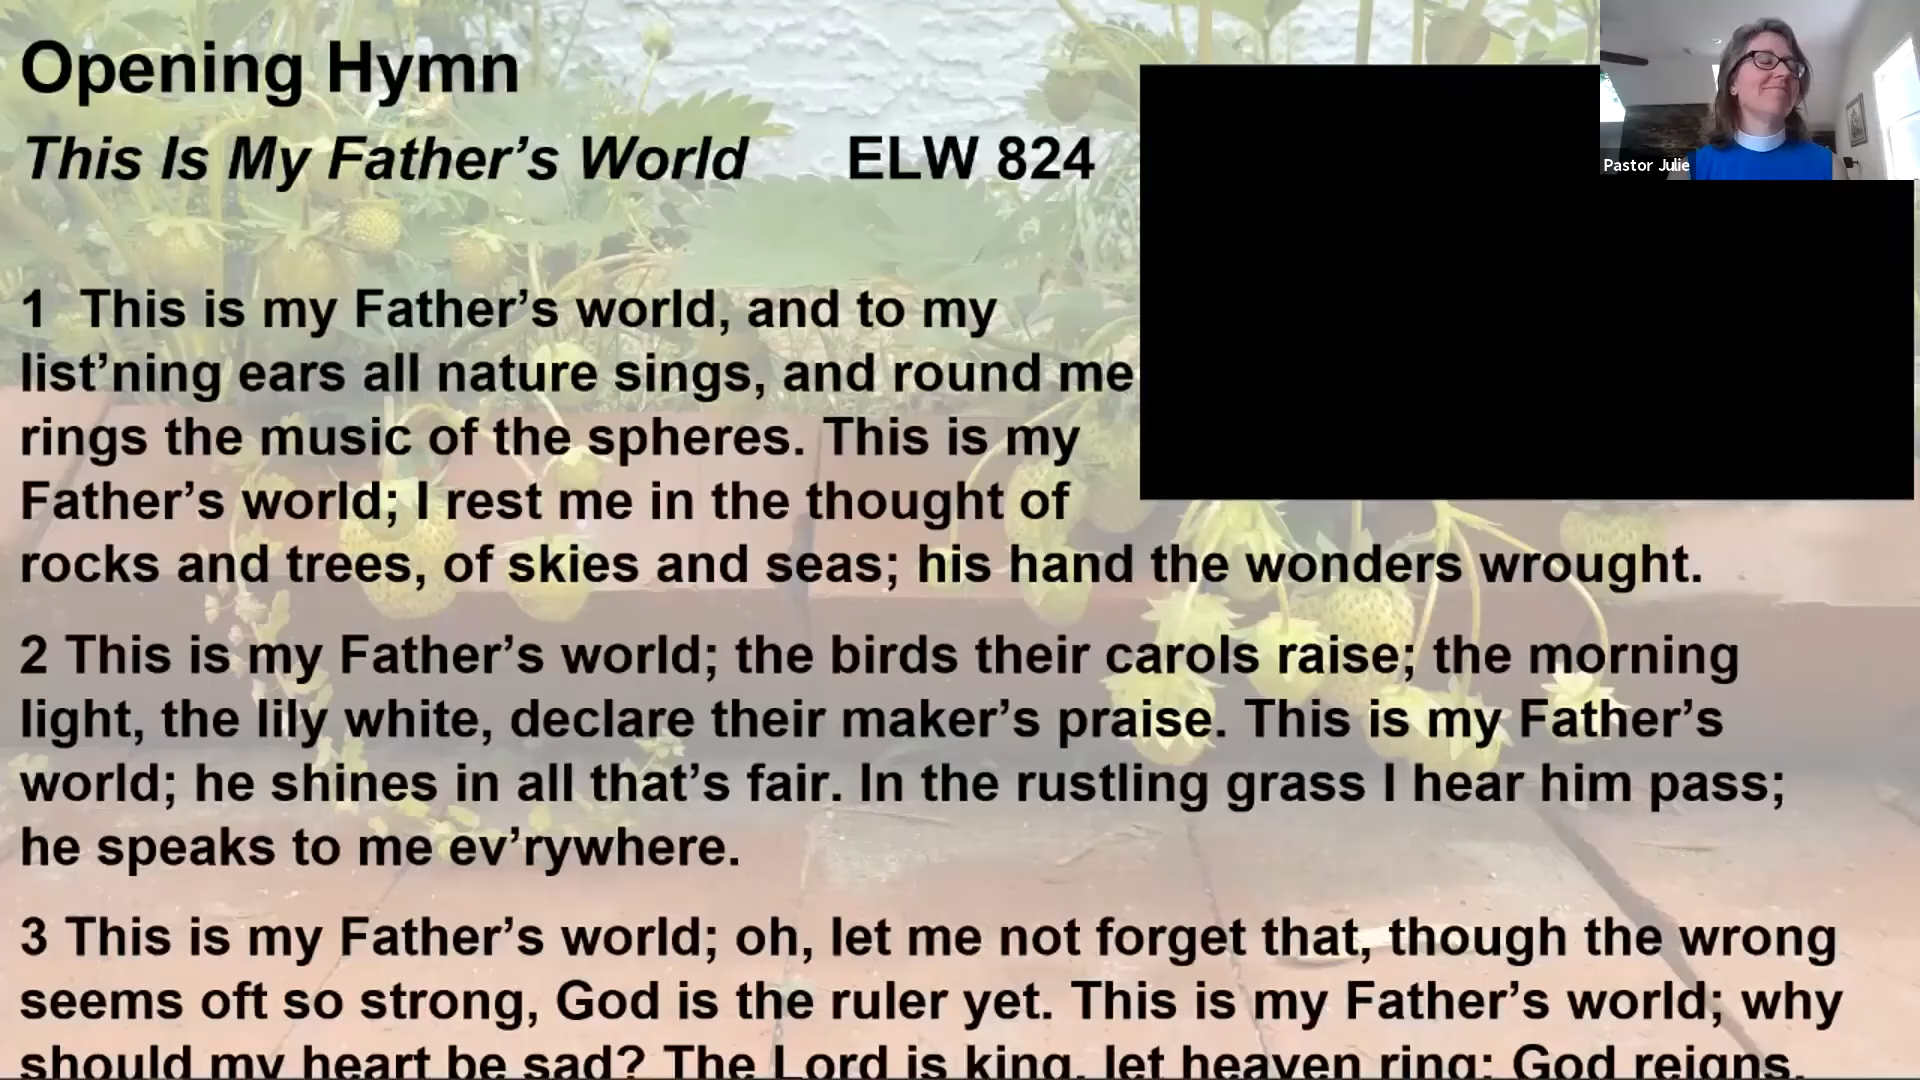 Opening Hymn
This Is My Father’s World ELW 824
Pastor Julie
1 This is my Father’s world, and to my
list’ning ears all nature sings, and round me
rings the music of the spheres. This is my
Father’s world; I rest me in the thought of
rocks and trees, of skies and seas; his hand the wonders wrought.
2 This is my Father’s world; the birds their carols raise; the morning
light, the lily white, declare their maker’s praise. This is my Father’s
world; he shines in all that’s fair. In the rustling grass I hear him pass;
he speaks to me ev’rywhere.
3 This is my Father’s world; oh, let me not forget that, though the wrong
seems oft so strong, God is the ruler yet. This is my Father’s world; why
should my heart be sad? The Lord is king, let heaven ring; God reigns,